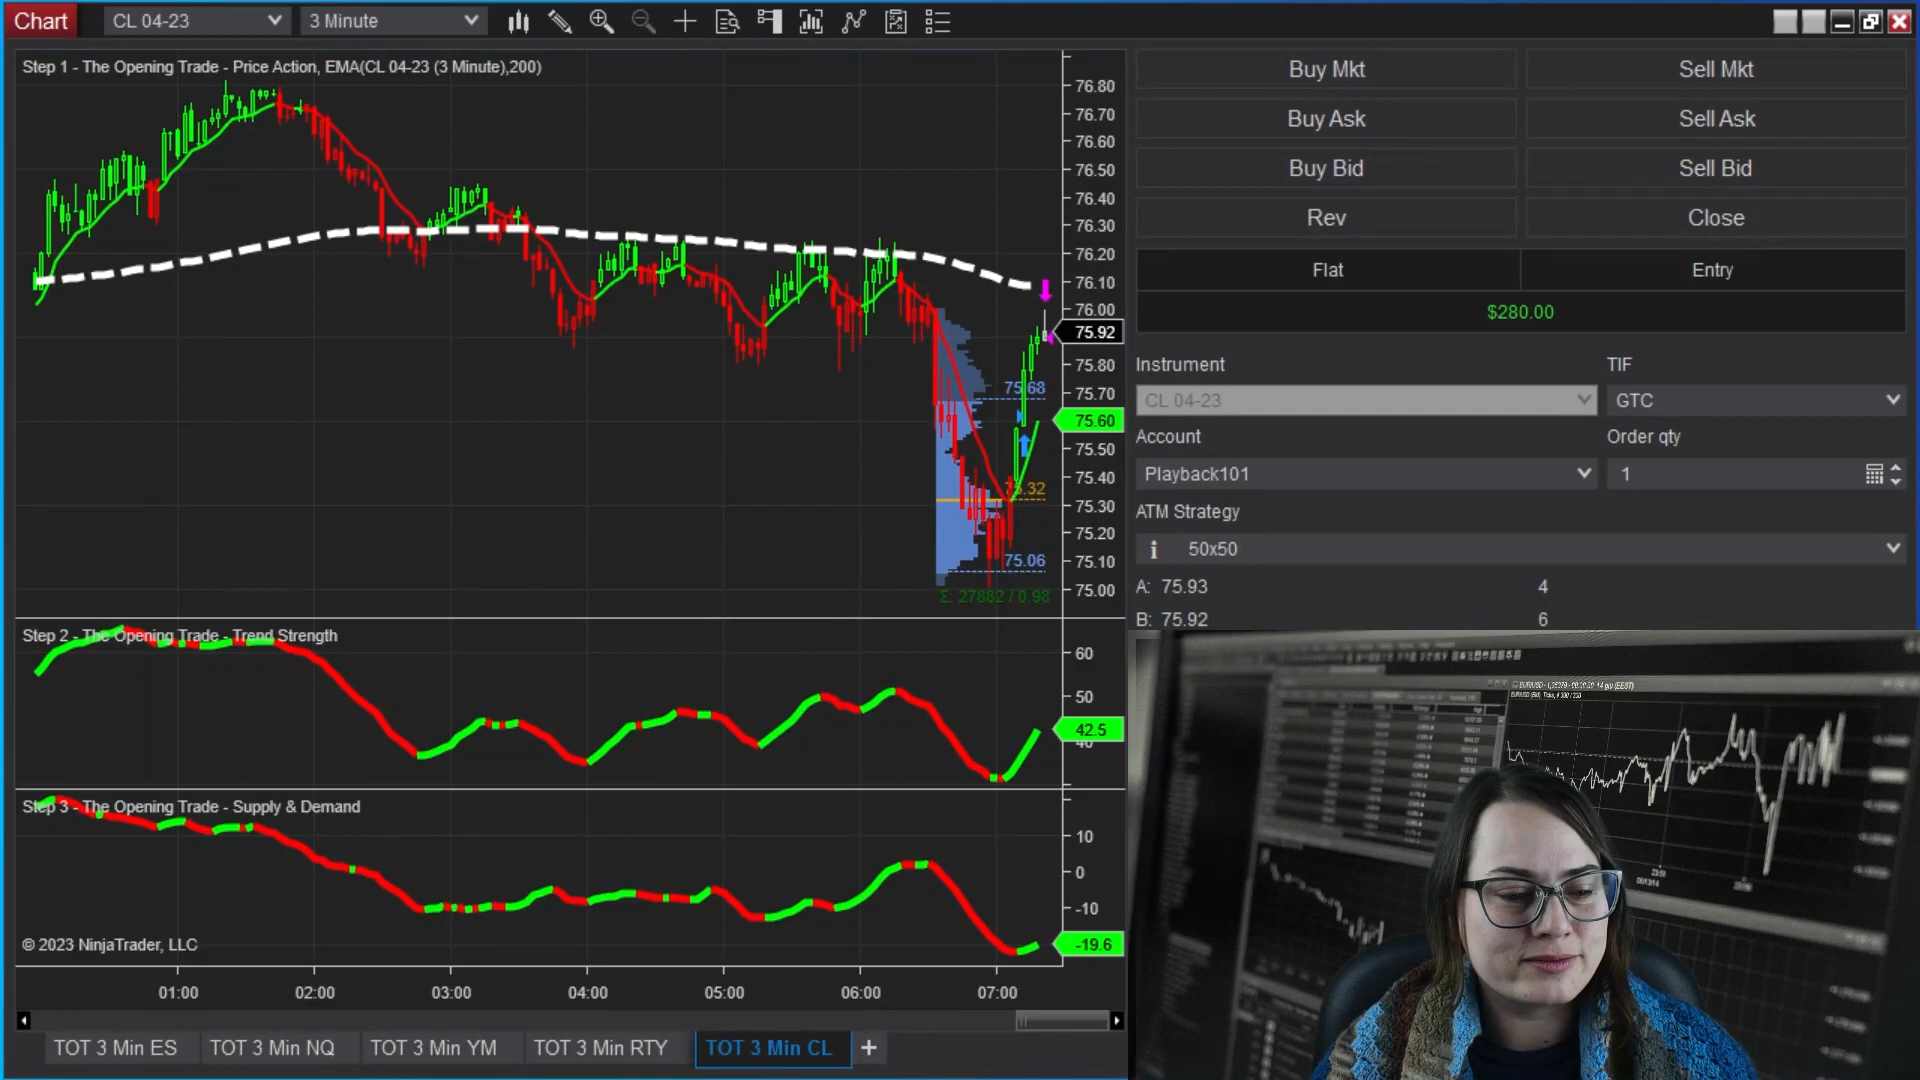 Chart
CL 04-23
3 Minute
Step 1 - The Opening Trade - Price Action, EMA(CL 04-23 (3 Minute),200)
76.80
76.70
76.60
76.50
76.40
76.30
76.20
76.10
76.00
75.92
75.80
75.70
75.60
75.50
75.40
75.30
75.20
75.10
75.00
75.68
75.32
75.06
Σ: 27882 / 0.98
Step 2 - The Opening Trade - Trend Strength
60
50
42.5
40
Step 3 - The Opening Trade - Supply & Demand
10
0
-10
-19.6
© 2023 NinjaTrader, LLC
01:00
02:00
03:00
04:00
05:00
06:00
07:00
TOT 3 Min ES
TOT 3 Min NQ
TOT 3 Min YM
TOT 3 Min RTY
TOT 3 Min CL
+
Buy Mkt
Sell Mkt
Buy Ask
Sell Ask
Buy Bid
Sell Bid
Rev
Close
Flat
Entry
$280.00
Instrument
TIF
CL 04-23
GTC
Account
Order qty
Playback101
1
ATM Strategy
50x50
A: 75.93
4
B: 75.92
6